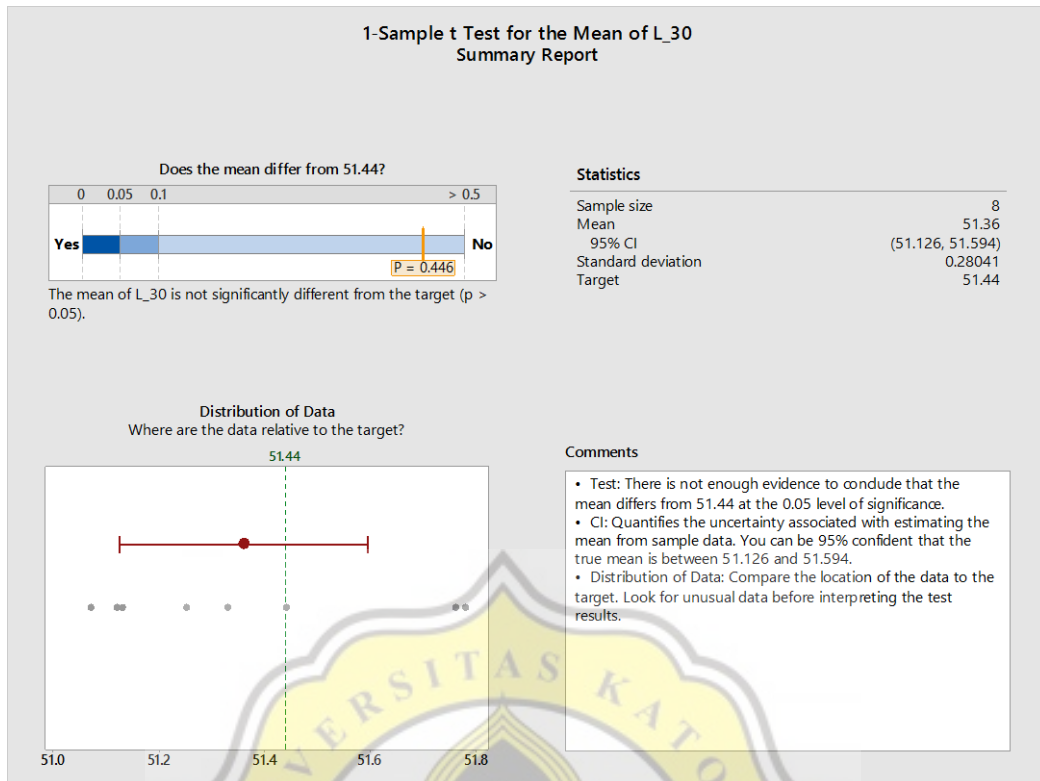 1-Sample t Test for the Mean of L_30
Summary Report
Does the mean differ from 51.44?
0 0.05 0.1 > 0.5
Yes No
P = 0.446
The mean of L_30 is not significantly different from the target (p >
0.05).
Statistics
Sample size 8
Mean 51.36
95% CI (51.126, 51.594)
Standard deviation 0.28041
Target 51.44
Distribution of Data
Where are the data relative to the target?
51.44
51.0 51.2 51.4 51.6 51.8
Comments
• Test: There is not enough evidence to conclude that the
mean differs from 51.44 at the 0.05 level of significance.
• CI: Quantifies the uncertainty associated with estimating the
mean from sample data. You can be 95% confident that the
true mean is between 51.126 and 51.594.
• Distribution of Data: Compare the location of the data to the
target. Look for unusual data before interpreting the test
results.
VERSITAS KATO